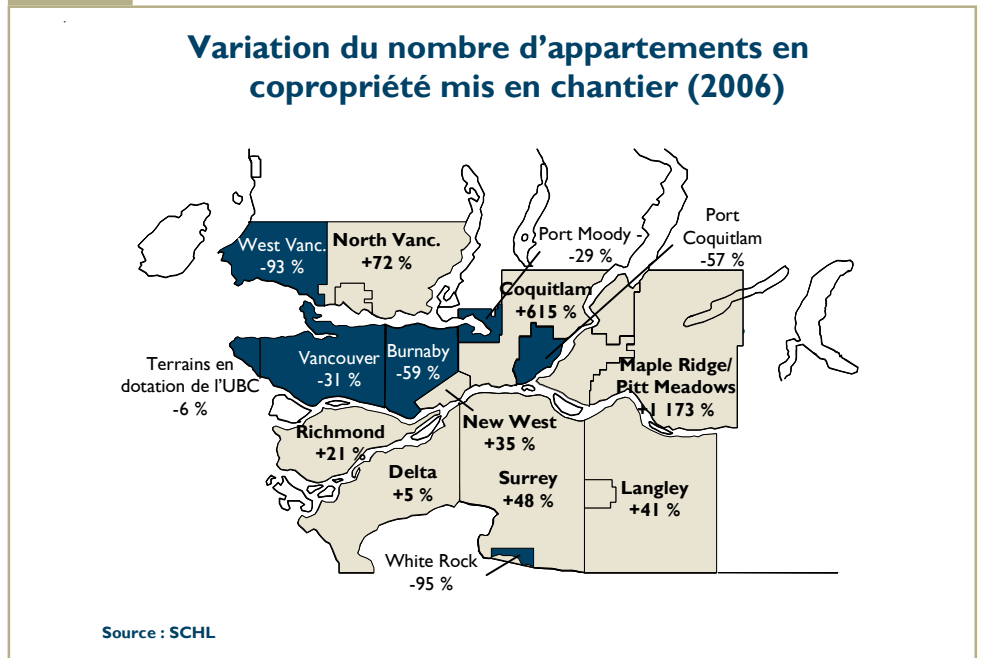 Variation du nombre d’appartements en
copropriété mis en chantier (2006)
West Vanc.
-93 %
North Vanc.
+72 %
Port Moody -
-29 %
Port
Coquitlam
-57 %
Coquitlam
+615 %
Terrains en
dotation de l’UBC
-6 %
Vancouver
-31 %
Burnaby
-59 %
Maple Ridge/
Pitt Meadows
+1 173 %
Richmond
+21 %
New West
+35 %
Delta
+5 %
Surrey
+48 %
Langley
+41 %
White Rock
-95 %
Source : SCHL